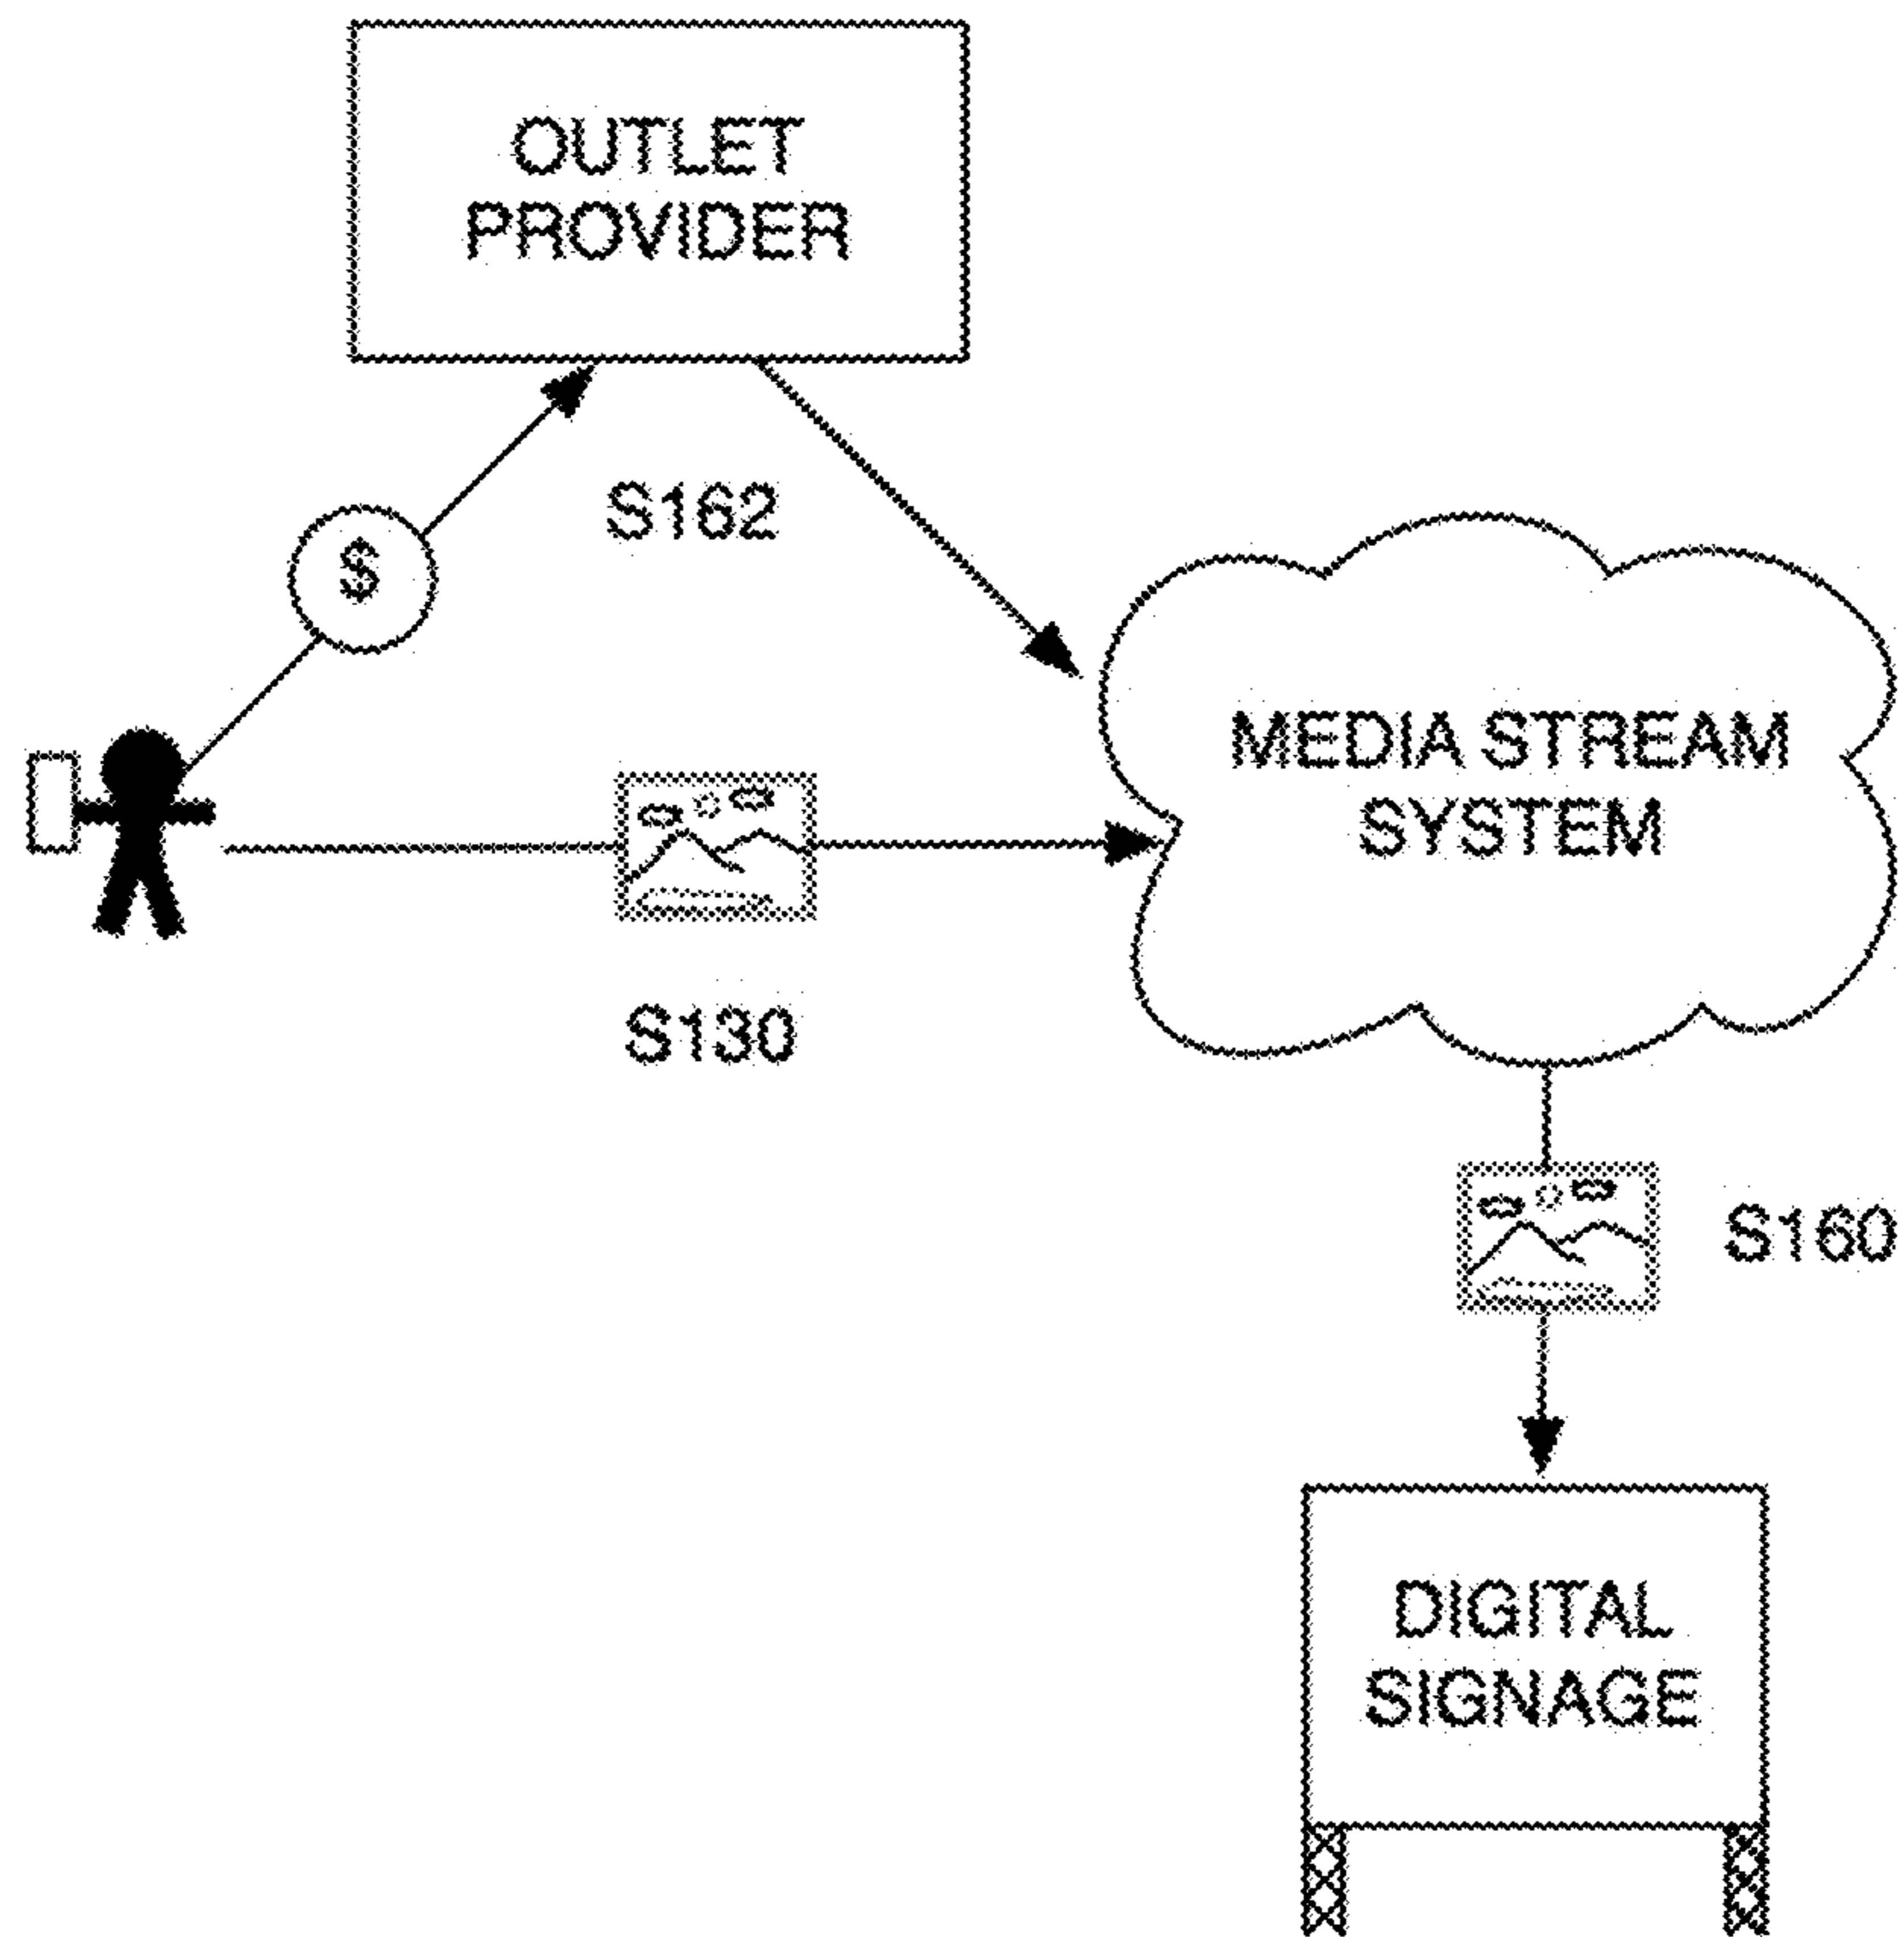 OUTLET
PROVIDER
S162
$
MEDIA STREAM
SYSTEM
S130
S160
DIGITAL
SIGNAGE